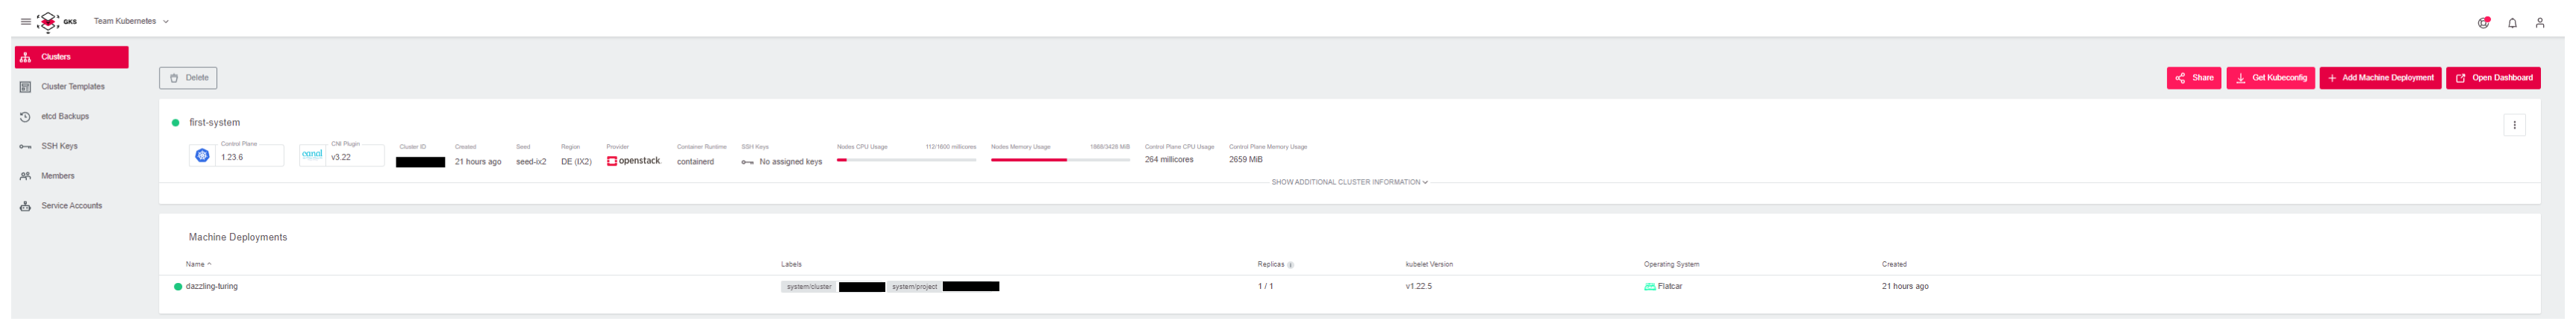 GKS Team Kubernetes
Clusters
Cluster Templates
etcd Backups
SSH Keys
Members
Service Accounts
Delete
Share Get Kubeconfig Add Machine Deployment Open Dashboard
first-system
Control Plane CNI Plugin Cluster ID Created Seed Region Provider Container Runtime SSH Keys Nodes CPU Usage 112/1600 millicores Nodes Memory Usage 1868/3428 MiB Control Plane CPU Usage Control Plane Memory Usage
1.23.6 canal v3.22 21 hours ago seed-ix2 DE (IX2) openstack. containerd No assigned keys 264 millicores 2659 MiB
SHOW ADDITIONAL CLUSTER INFORMATION
Machine Deployments
Name Labels Replicas kubelet Version Operating System Created
dazzling-turing system/cluster system/project 1 / 1 v1.22.5 Flatcar 21 hours ago